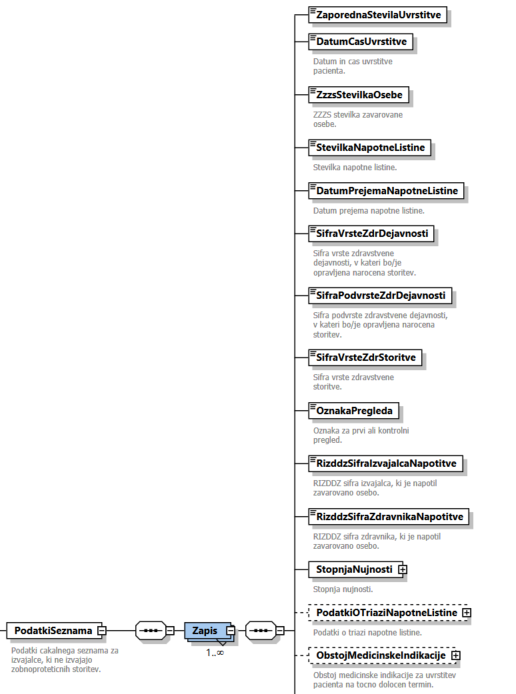 ZaporednaStevilaUvrstitve
DatumCasUvrstitve
Datum in cas uvrstitve
pacienta.
ZzzsStevilkaOsebe
ZZZS stevilka zavarovane
osebe.
StevilkaNapotneListine
Stevilka napotne listine.
DatumPrejemaNapotneListine
Datum prejema napotne listine.
SifraVrsteZdrDejavnosti
Sifra vrste zdravstvene
dejavnosti, v kateri bo/je
opravljena narocena storitev.
SifraPodvrsteZdrDejavnosti
Sifra podvrste zdravstvene dejavnosti,
v kateri bo/je opravljena narocena
storitev.
SifraVrsteZdrStoritve
Sifra vrste zdravstvene
storitve.
OznakaPregleda
Oznaka za prvi ali kontrolni
pregled.
RizddzSifraIzvajalcaNapotitve
RIZDDZ sifra izvajalca, ki je napotil
zavarovano osebo.
RizddzSifraZdravnikaNapotitve
RIZDDZ sifra zdravnika, ki je napotil
zavarovano osebo.
StopnjaNujnosti
Stopnja nujnosti.
PodatkiOTriaziNapotneListine
Podatki o triazi napotne listine.
PodatkiSeznama
Podatki cakalnega seznama za
izvajalce, ki ne izvajajo
zobnoproteticnih storitev.
Zapis
1..∞
ObstojMedicinskeIndikacije
Obstoj medicinske indikacije za uvrstitev
pacienta na tocno dolocen termin.